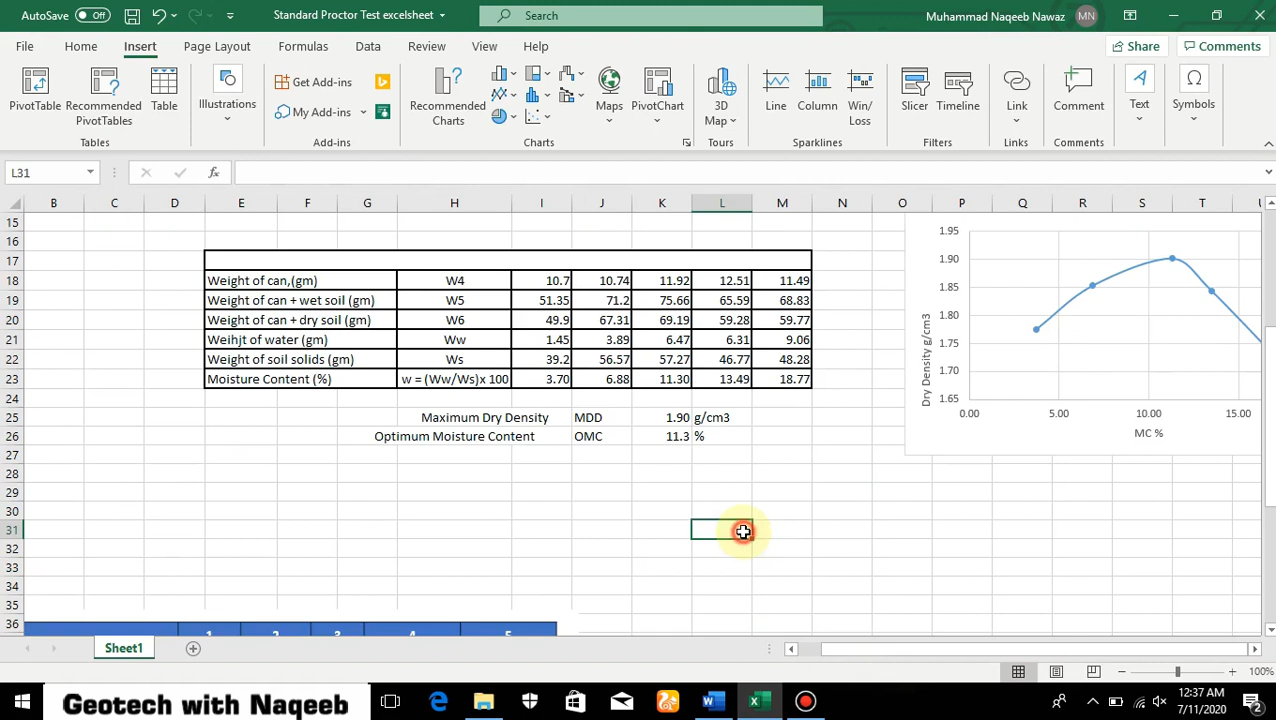 AutoSave Off Standard Proctor Test excelsheet Search Muhammad Naqeeb Nawaz MN
File Home Insert Page Layout Formulas Data Review View Help Share Comments
PivotTable Recommended PivotTables Table Illustrations Get Add-ins My Add-ins Recommended Charts Maps PivotChart 3D Map Line Column Win/Loss Slicer Timeline Link Comment Text Symbols
Tables Add-ins Charts Tours Sparklines Filters Links Comments
L31 fx
B C D E F G H I J K L M N O P Q R S T
15
16
17
18 Weight of can,(gm) W4 10.7 10.74 11.92 12.51 11.49
19 Weight of can + wet soil (gm) W5 51.35 71.2 75.66 65.59 68.83
20 Weight of can + dry soil (gm) W6 49.9 67.31 69.19 59.28 59.77
21 Weihjt of water (gm) Ww 1.45 3.89 6.47 6.31 9.06
22 Weight of soil solids (gm) Ws 39.2 56.57 57.27 46.77 48.28
23 Moisture Content (%) w = (Ww/Ws)x 100 3.70 6.88 11.30 13.49 18.77
24
25 Maximum Dry Density MDD 1.90 g/cm3
26 Optimum Moisture Content OMC 11.3 %
27
28
29
30
31
32
33
34
35
36 1 2 3 4 5
1.95
1.90
1.85
1.80
1.75
1.70
1.65
Dry Density g/cm3
0.00 5.00 10.00 15.00
MC %
Sheet1
100%
Geotech with Naqeeb
12:37 AM
7/11/2020
2